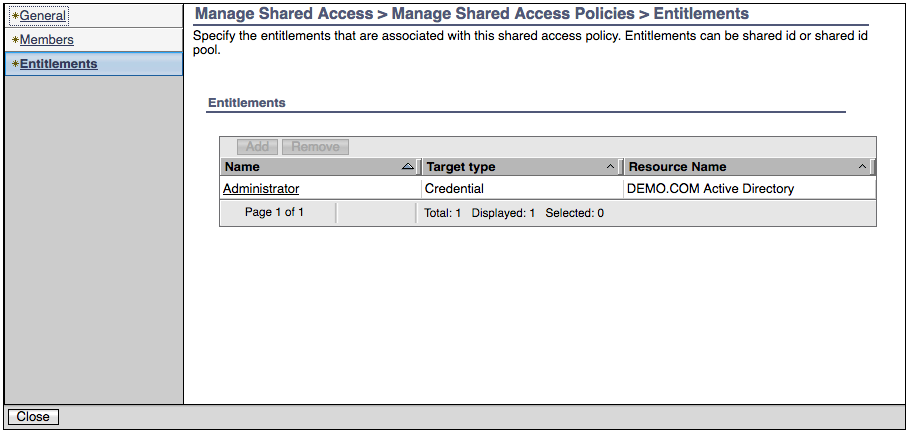 *General
*Members
*Entitlements
Manage Shared Access > Manage Shared Access Policies > Entitlements
Specify the entitlements that are associated with this shared access policy. Entitlements can be shared id or shared id
pool.
Entitlements
Add Remove
Name Target type Resource Name
Administrator Credential DEMO.COM Active Directory
Page 1 of 1 Total: 1 Displayed: 1 Selected: 0
Close